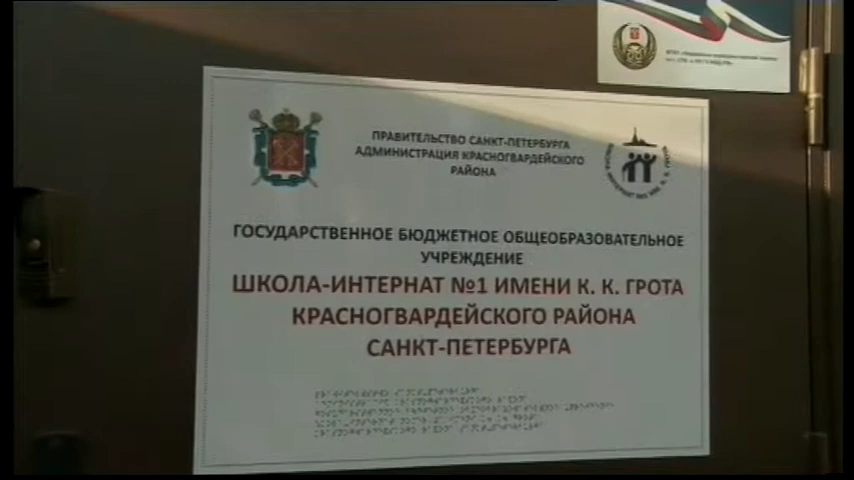 ПРАВИТЕЛЬСТВО САНКТ-ПЕТЕРБУРГА
АДМИНИСТРАЦИЯ КРАСНОГВАРДЕЙСКОГО
РАЙОНА
ГОСУДАРСТВЕННОЕ БЮДЖЕТНОЕ ОБЩЕОБРАЗОВАТЕЛЬНОЕ
УЧРЕЖДЕНИЕ
ШКОЛА-ИНТЕРНАТ №1 ИМЕНИ К. К. ГРОТА
КРАСНОГВАРДЕЙСКОГО РАЙОНА
САНКТ-ПЕТЕРБУРГА